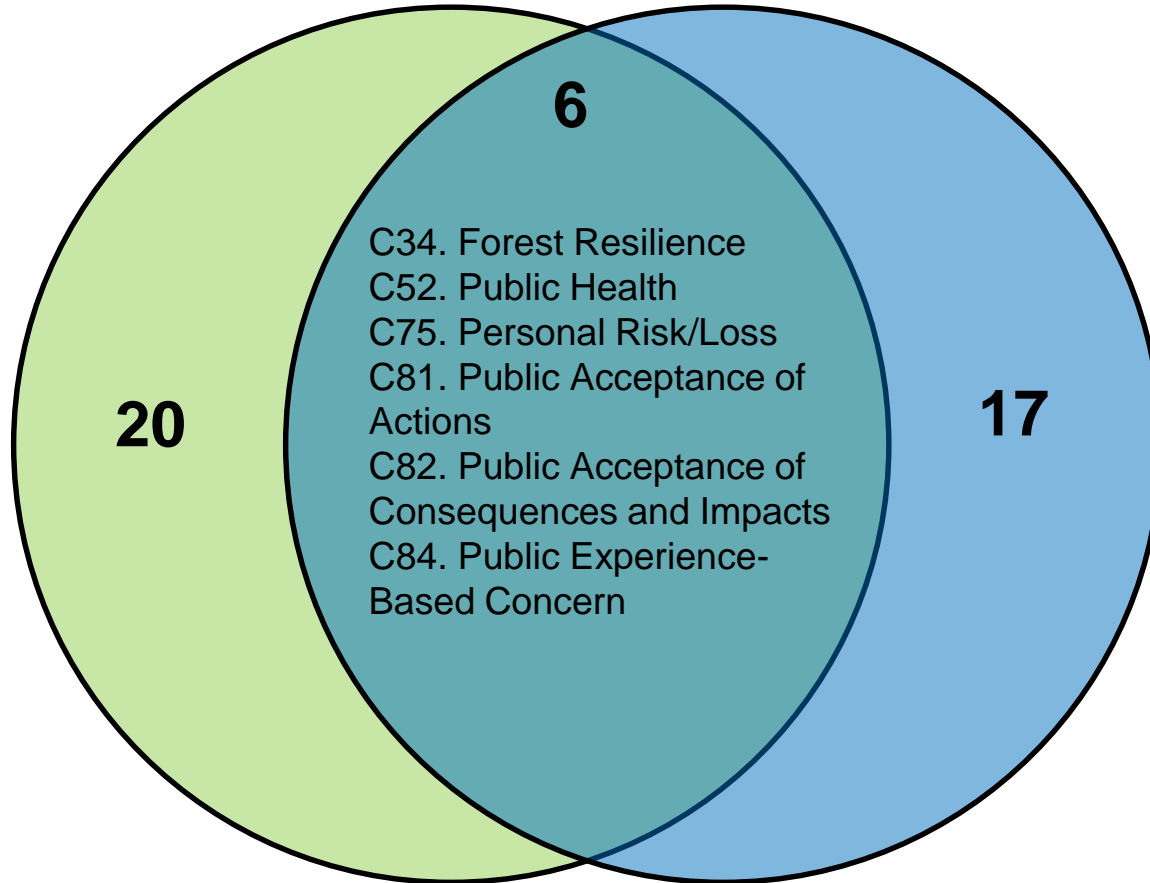 6
C34. Forest Resilience
C52. Public Health
C75. Personal Risk/Loss
C81. Public Acceptance of
Actions
C82. Public Acceptance of
Consequences and Impacts
C84. Public Experience-
Based Concern
20
17